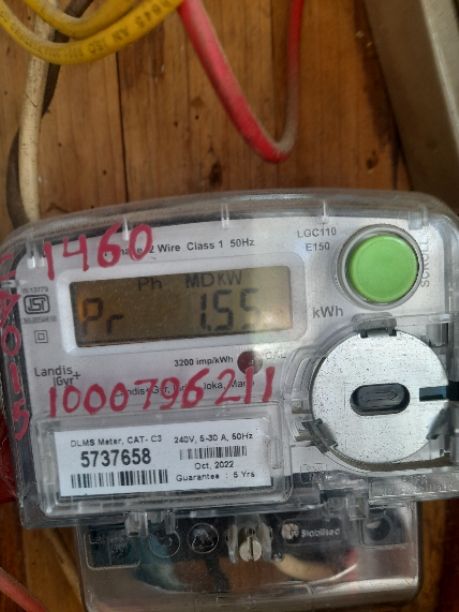 1460
2 Wire Class 1 50Hz
LGC110
E150
SCROLL
Ph MD KW
Pr 1.55
kWh
Landis
Gyr+
3200 imp/kWh
CAL
1000796211
DLMS Meter, CAT- C3
240V, 5-30 A, 50Hz
5737658
Oct, 2022
Guarantee : 5 Yrs